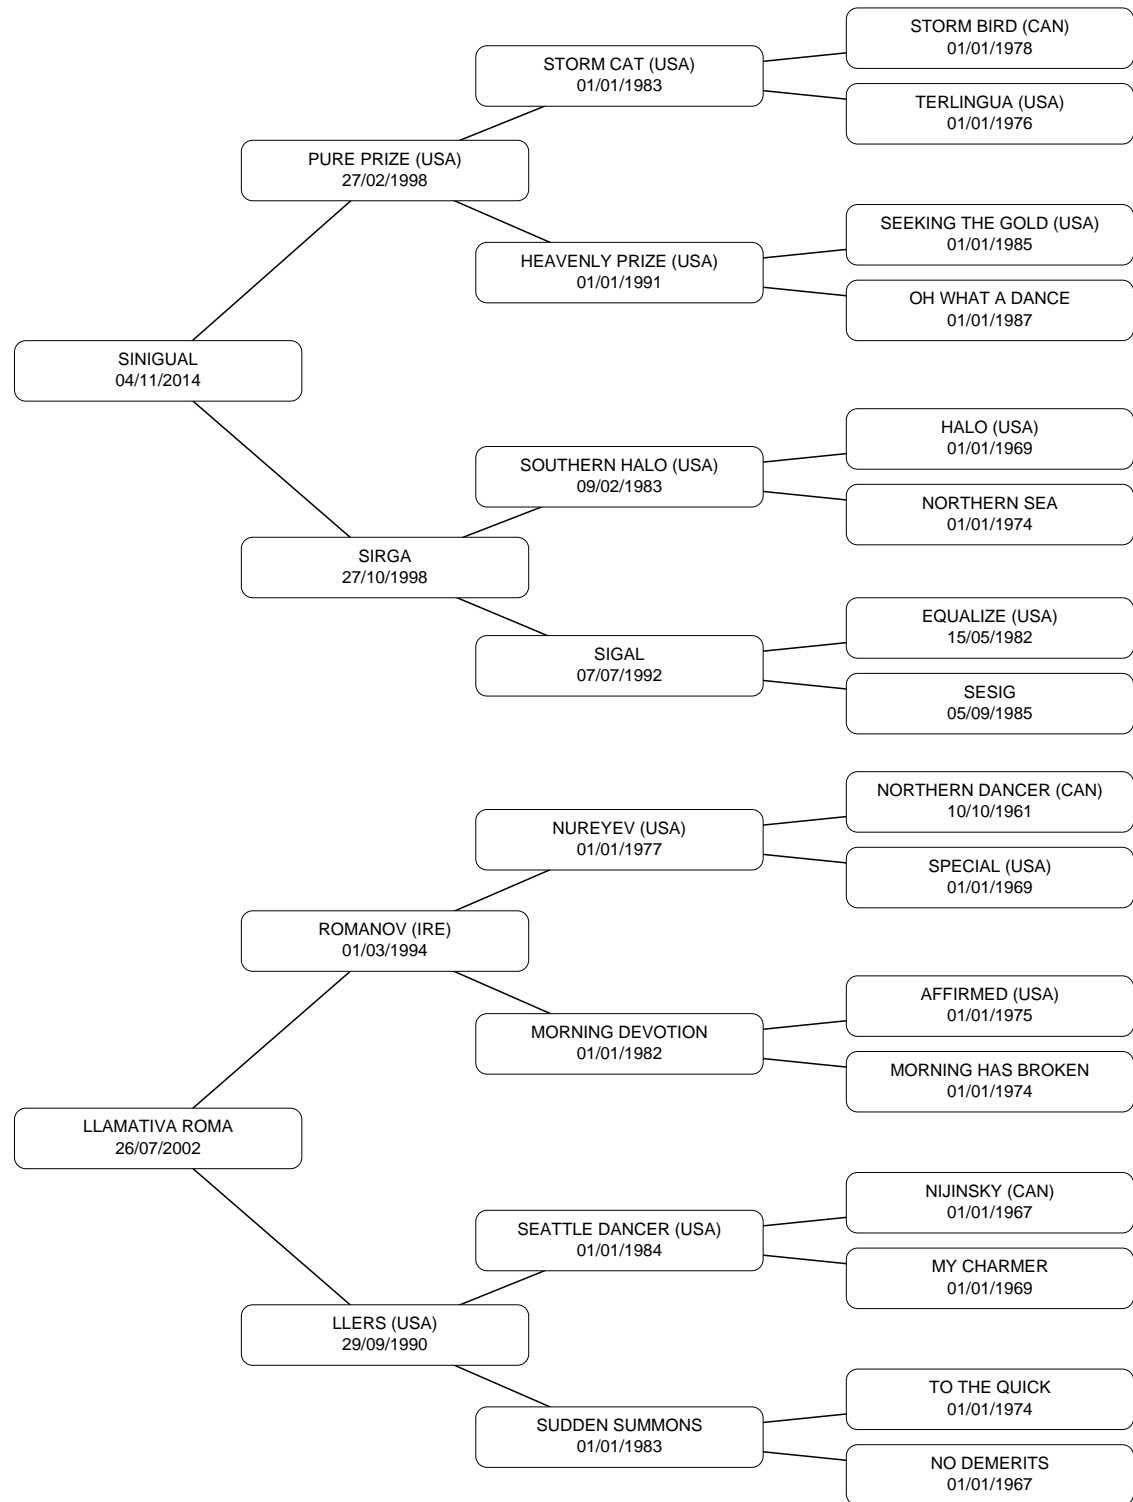 STORM BIRD (CAN)
01/01/1978
STORM CAT (USA)
01/01/1983
TERLINGUA (USA)
01/01/1976
PURE PRIZE (USA)
27/02/1998
SEEKING THE GOLD (USA)
01/01/1985
HEAVENLY PRIZE (USA)
01/01/1991
OH WHAT A DANCE
01/01/1987
SINIGUAL
04/11/2014
HALO (USA)
01/01/1969
SOUTHERN HALO (USA)
09/02/1983
NORTHERN SEA
01/01/1974
SIRGA
27/10/1998
EQUALIZE (USA)
15/05/1982
SIGAL
07/07/1992
SESIG
05/09/1985
NORTHERN DANCER (CAN)
10/10/1961
NUREYEV (USA)
01/01/1977
SPECIAL (USA)
01/01/1969
ROMANOV (IRE)
01/03/1994
AFFIRMED (USA)
01/01/1975
MORNING DEVOTION
01/01/1982
MORNING HAS BROKEN
01/01/1974
LLAMATIVA ROMA
26/07/2002
NIJINSKY (CAN)
01/01/1967
SEATTLE DANCER (USA)
01/01/1984
MY CHARMER
01/01/1969
LLERS (USA)
29/09/1990
TO THE QUICK
01/01/1974
SUDDEN SUMMONS
01/01/1983
NO DEMERITS
01/01/1967